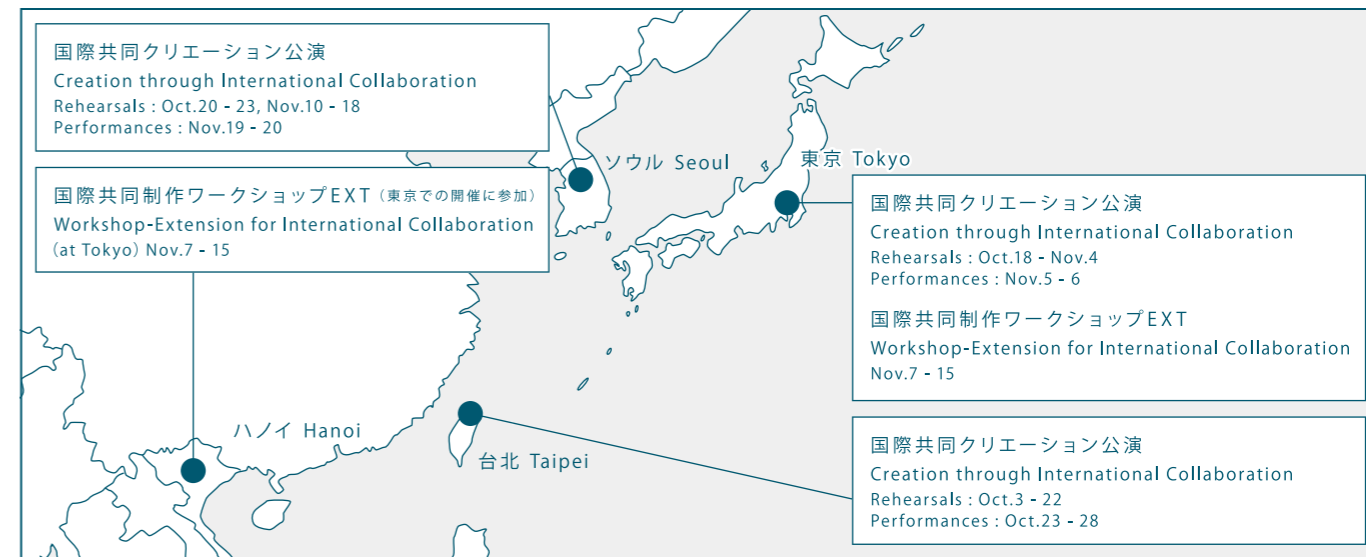 国際共同クリエーション公演
Creation through International Collaboration
Rehearsals : Oct.20 - 23, Nov.10 - 18
Performances : Nov.19 - 20
国際共同制作ワークショップEXT（東京での開催に参加）
Workshop-Extension for International Collaboration
(at Tokyo) Nov.7 - 15
ソウル Seoul
東京 Tokyo
国際共同クリエーション公演
Creation through International Collaboration
Rehearsals : Oct.18 - Nov.4
Performances : Nov.5 - 6
国際共同制作ワークショップEXT
Workshop-Extension for International Collaboration
Nov.7 - 15
ハノイ Hanoi
台北 Taipei
国際共同クリエーション公演
Creation through International Collaboration
Rehearsals : Oct.3 - 22
Performances : Oct.23 - 28